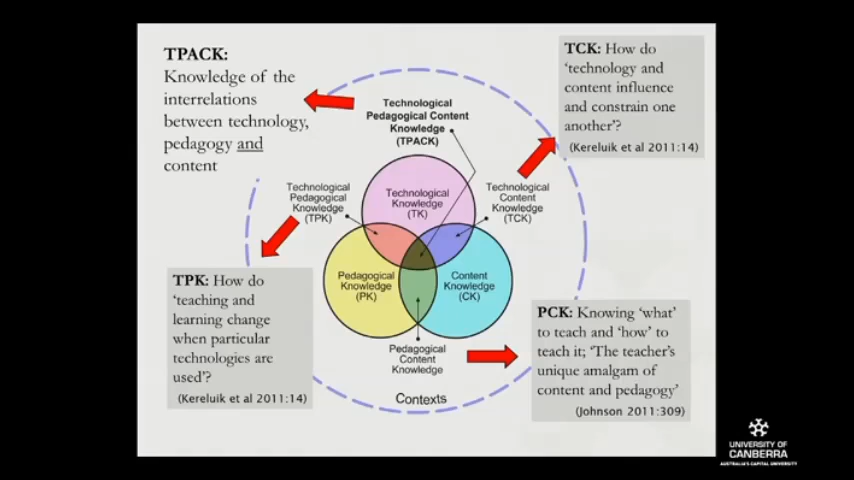 TPACK:
Knowledge of the
interrelations
between technology,
pedagogy and
content
TCK: How do
‘technology and
content influence
and constrain one
another’?
(Kereluik et al 2011:14)
Technological
Pedagogical Content
Knowledge
(TPACK)
Technological
Pedagogical
Knowledge
(TPK)
Technological
Knowledge
(TK)
Technological
Content
Knowledge
(TCK)
Pedagogical
Knowledge
(PK)
Content
Knowledge
(CK)
TPK: How do
‘teaching and
learning change
when particular
technologies are
used’?
(Kereluik et al 2011:14)
PCK: Knowing ‘what’
to teach and ‘how’ to
teach it; ‘The teacher’s
unique amalgam of
content and pedagogy’
(Johnson 2011:309)
Pedagogical
Content
Knowledge
Contexts
UNIVERSITY OF
CANBERRA
AUSTRALIA'S CAPITAL UNIVERSITY